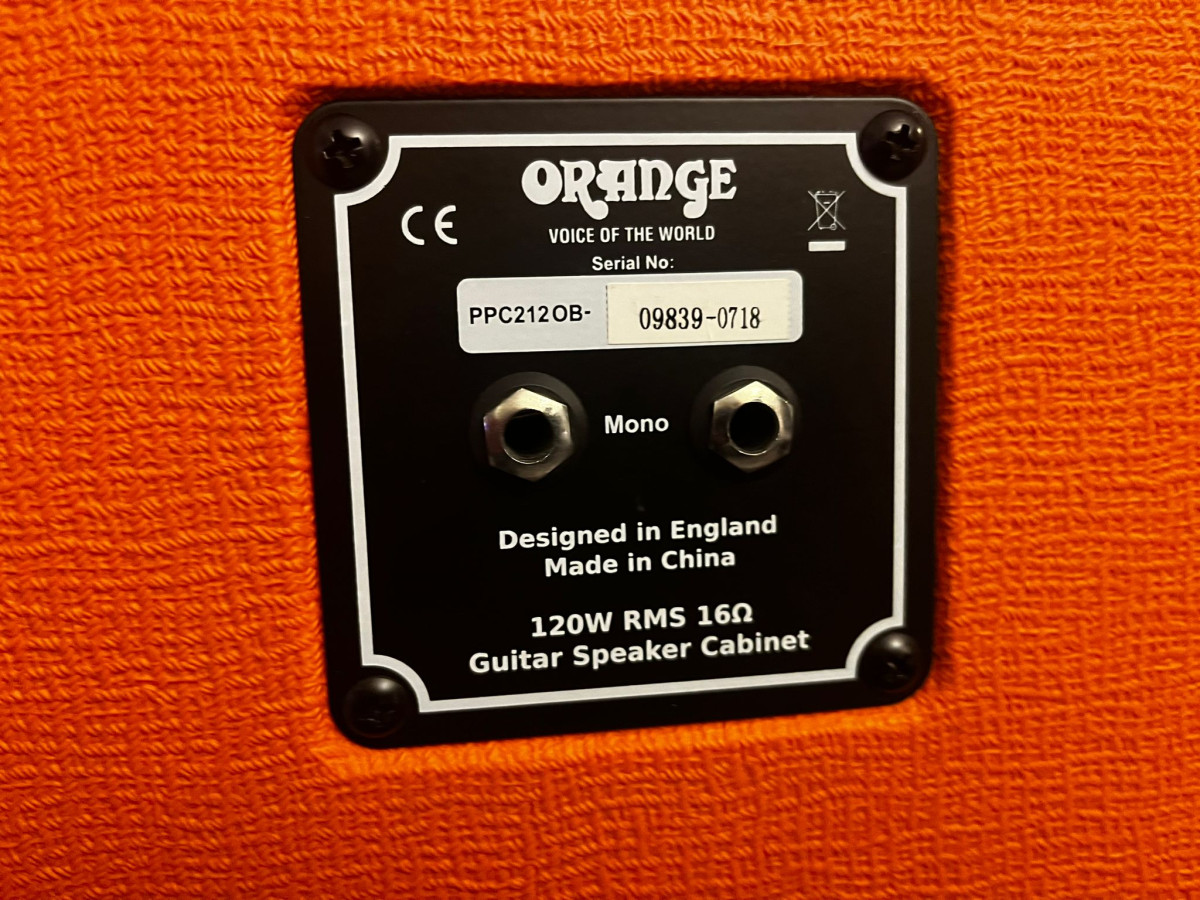 ORANGE
VOICE OF THE WORLD
CE
Serial No:
PPC212OB- 09839-0718
Mono
Designed in England
Made in China
120W RMS 16Ω
Guitar Speaker Cabinet